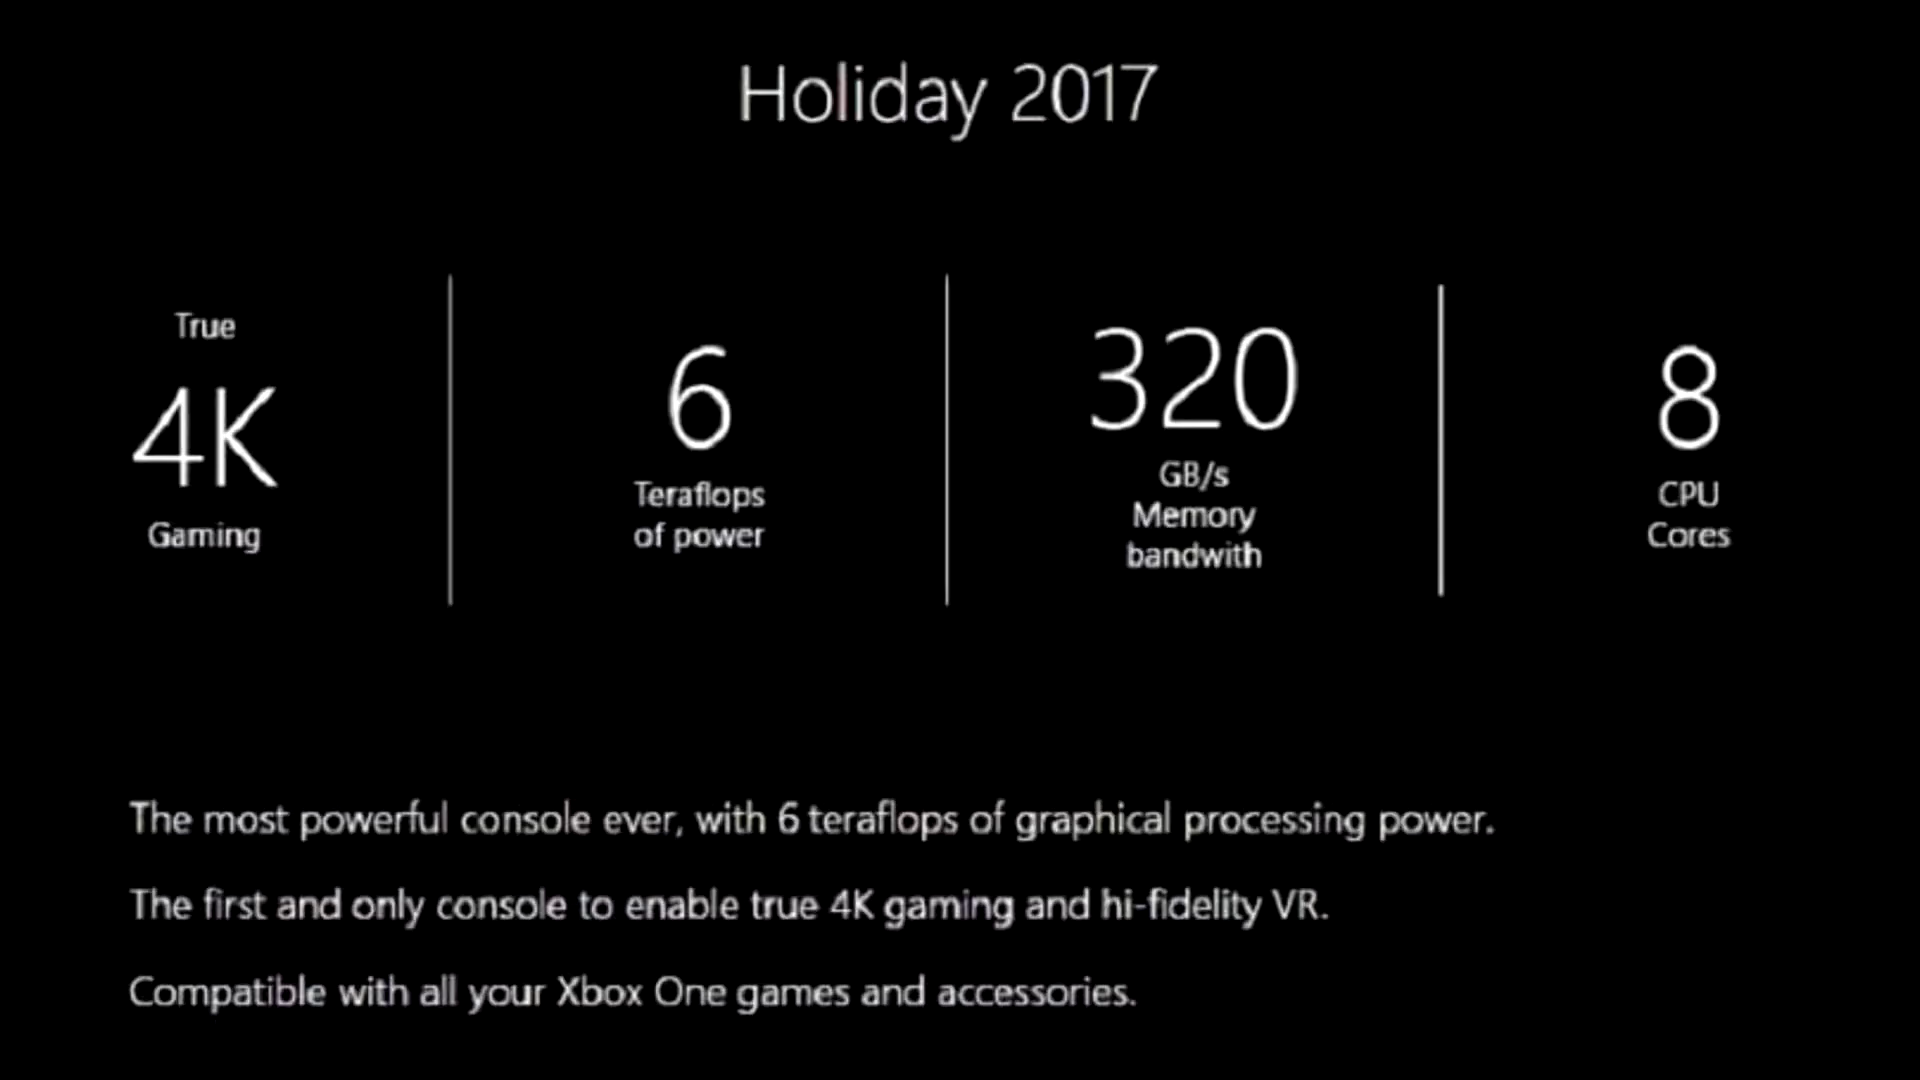 Holiday 2017
True
4K
Gaming
6
Teraflops
of power
320
GB/s
Memory
bandwith
8
CPU
Cores
The most powerful console ever, with 6 teraflops of graphical processing power.
The first and only console to enable true 4K gaming and hi-fidelity VR.
Compatible with all your Xbox One games and accessories.